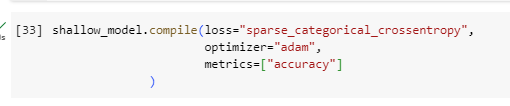 [33] shallow_model.compile(loss="sparse_categorical_crossentropy",
optimizer="adam",
metrics=["accuracy"]
)